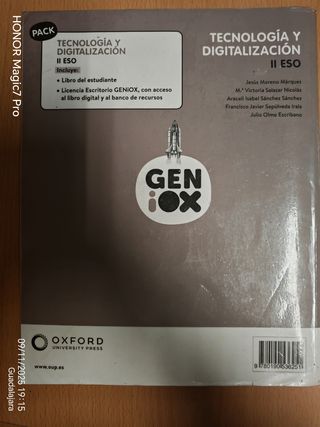 PACK
TECNOLOGÍA Y
DIGITALIZACIÓN
II ESO
Incluye:
• Libro del estudiante
• Licencia Escritorio GENiOX, con acceso
al libro digital y al banco de recursos
TECNOLOGÍA Y
DIGITALIZACIÓN
II ESO
Jesús Moreno Márquez
M.ª Victoria Salazar Nicolás
Araceli Isabel Sánchez Sánchez
Francisco Javier Sepúlveda Irala
Julio Olmo Escribano
GEN
iOX
OXFORD
UNIVERSITY PRESS
www.oup.es
9780190536251
HONOR Magic7 Pro
09/11/2025 19:15
Guadalajara